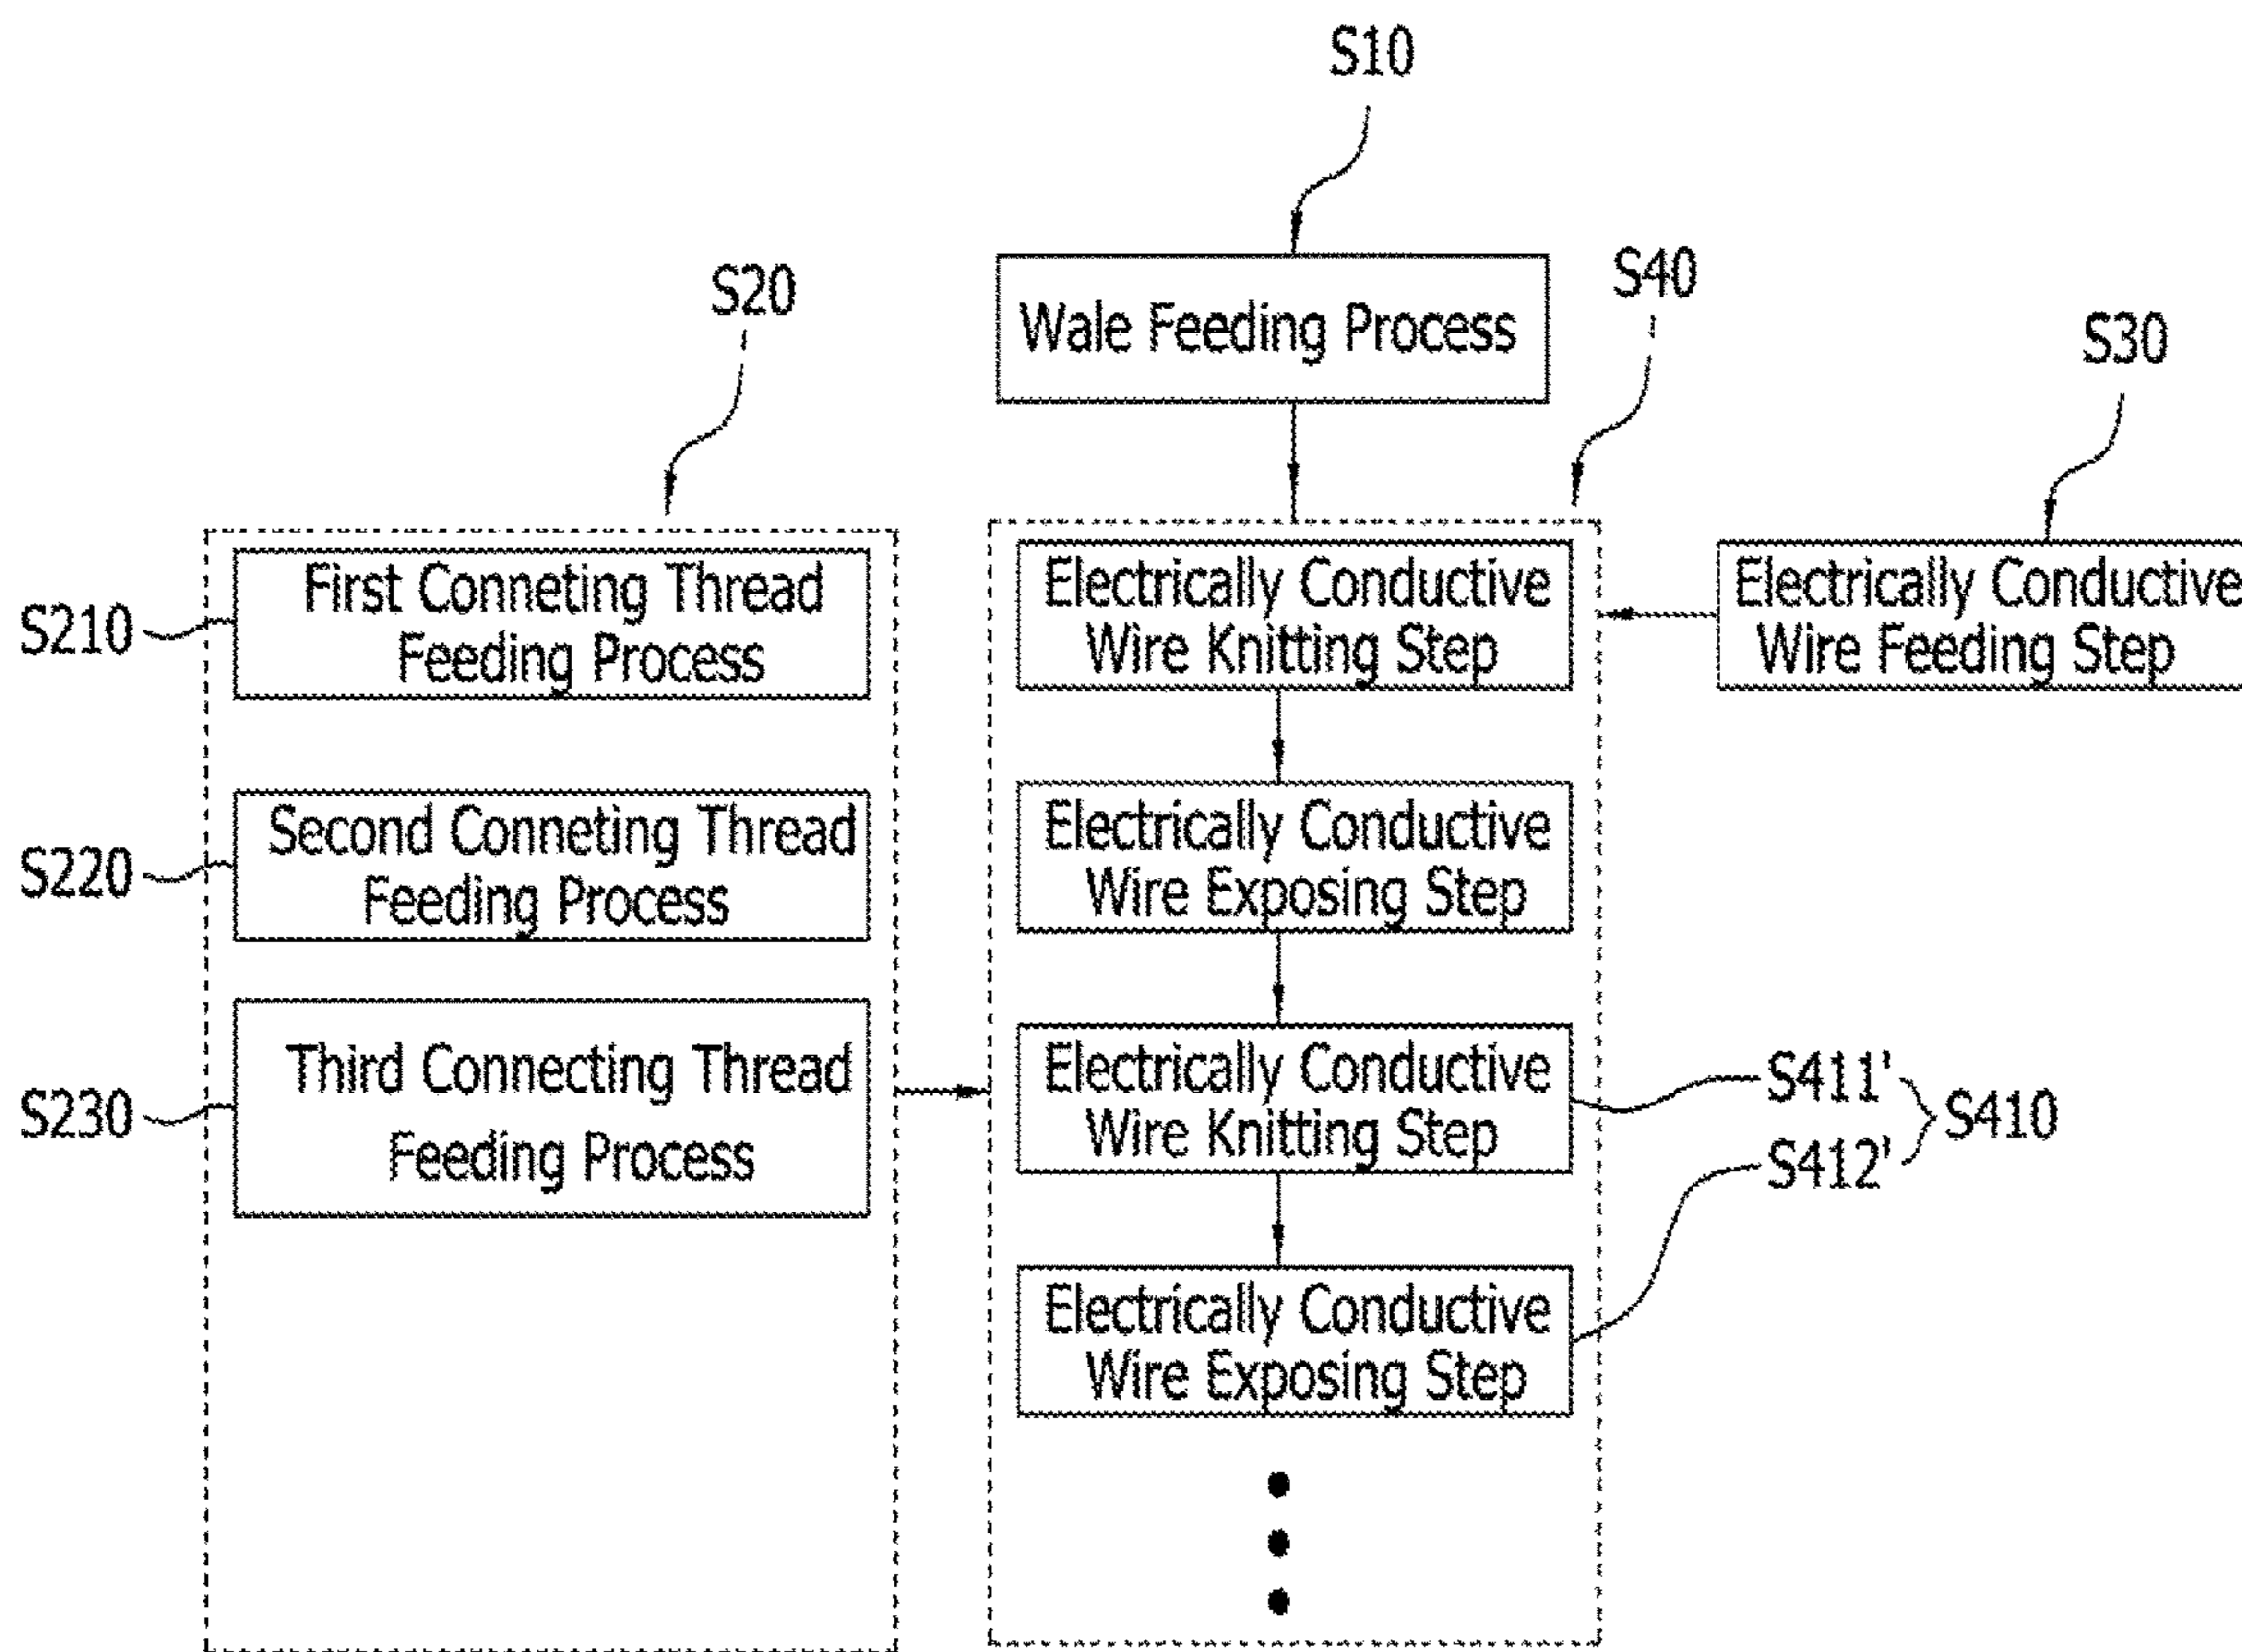 S10
S20
Wale Feeding Process
S40
S30
S210
First Conneting Thread
Feeding Process
S220
Second Conneting Thread
Feeding Process
S230
Third Connecting Thread
Feeding Process
Electrically Conductive
Wire Knitting Step
Electrically Conductive
Wire Exposing Step
Electrically Conductive
Wire Knitting Step
Electrically Conductive
Wire Exposing Step
Electrically Conductive
Wire Feeding Step
S411'
S412'
S410